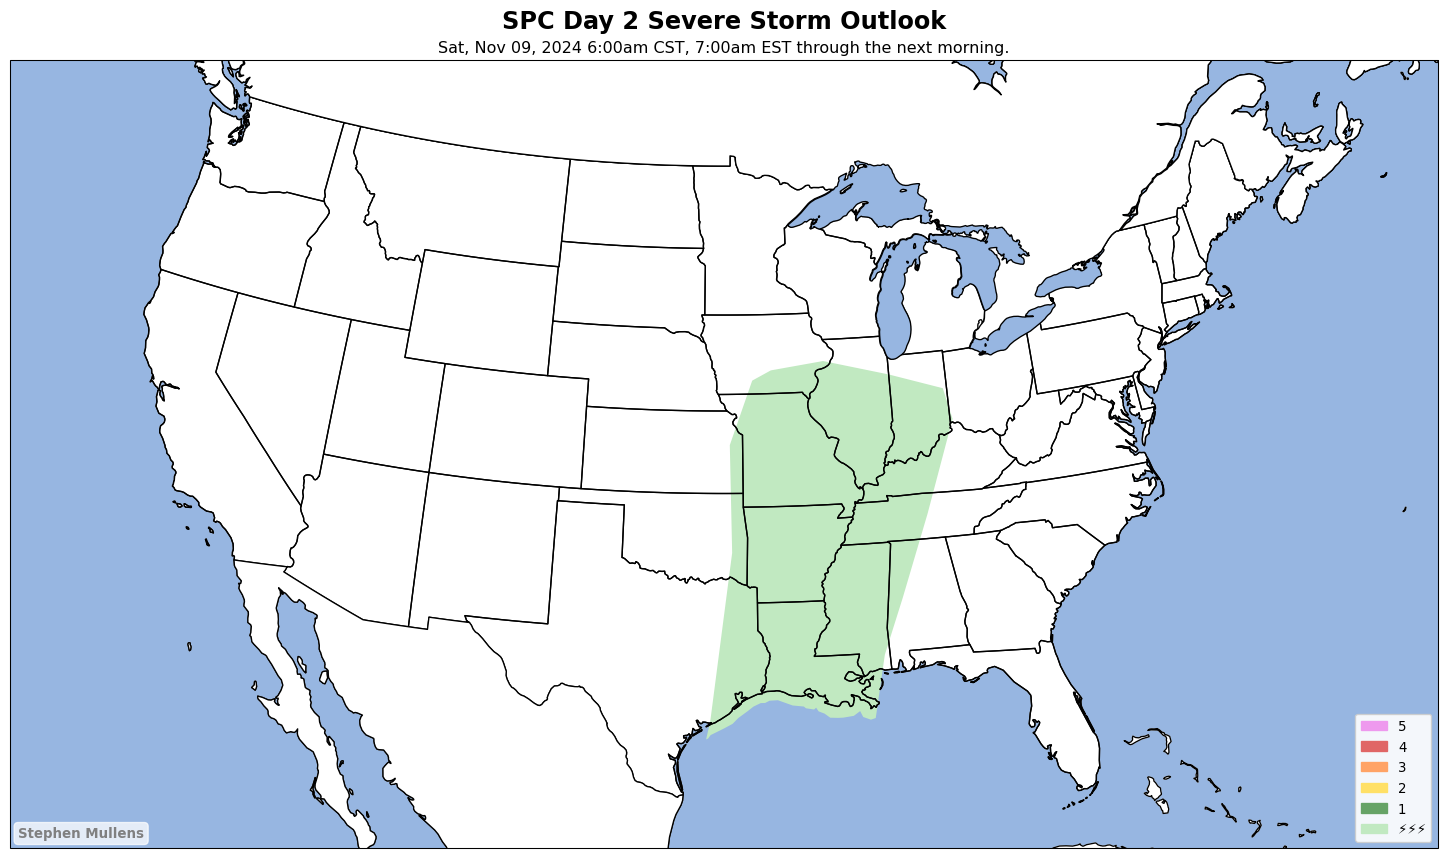 SPC Day 2 Severe Storm Outlook
Sat, Nov 09, 2024 6:00am CST, 7:00am EST through the next morning.
5
4
3
2
1
⚡⚡⚡
Stephen Mullens